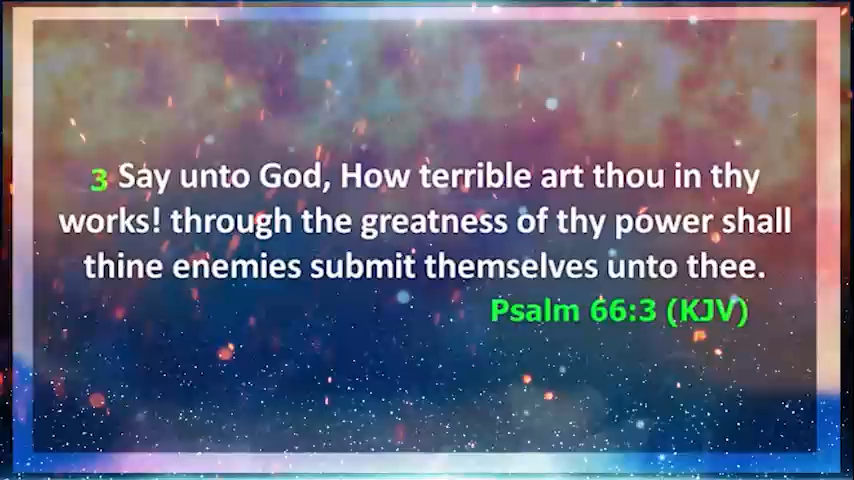 3 Say unto God, How terrible art thou in thy
works! through the greatness of thy power shall
thine enemies submit themselves unto thee.
Psalm 66:3 (KJV)